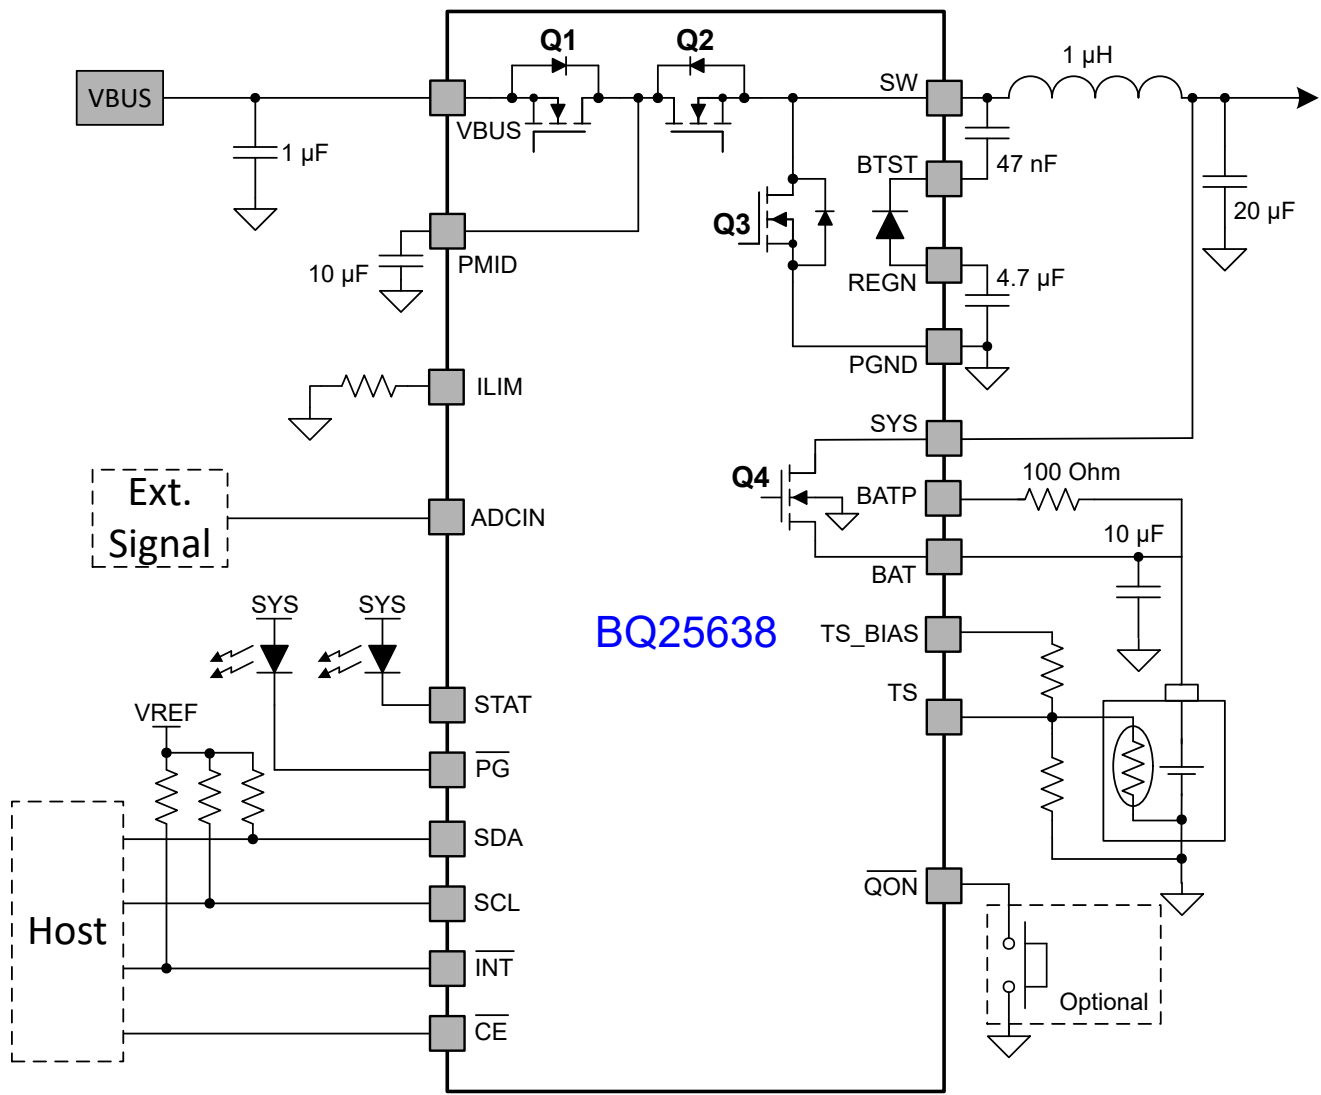 Q1
Q2
1 µH
VBUS
SW
VBUS
1 µF
BTST
47 nF
Q3
20 µF
PMID
10 µF
REGN
4.7 µF
PGND
ILIM
SYS
Q4
100 Ohm
BATP
Ext.
Signal
ADCIN
10 µF
BAT
SYS
SYS
BQ25638
TS_BIAS
TS
STAT
VREF
PG
SDA
QON
SCL
Host
INT
Optional
CE